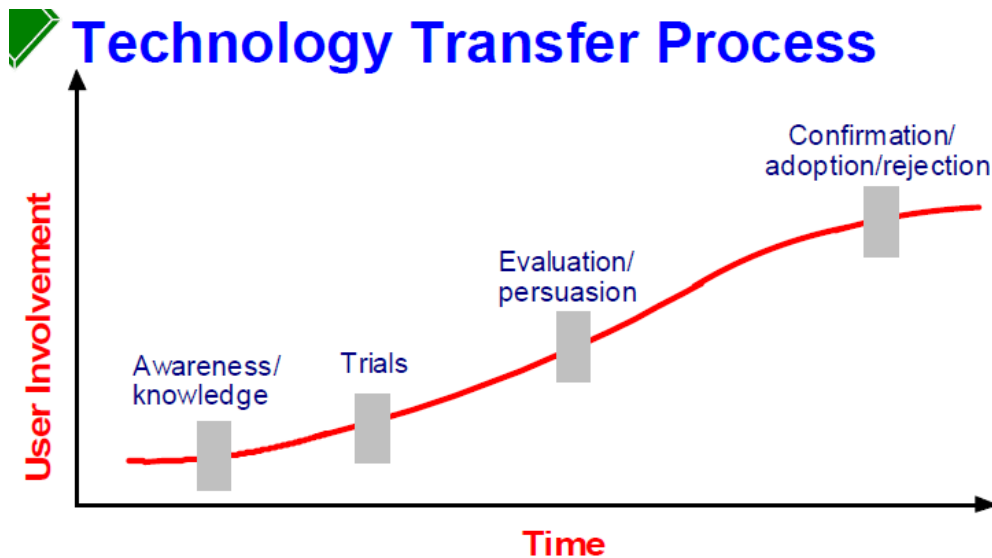 Technology Transfer Process
Confirmation/
adoption/rejection
Evaluation/
persuasion
Trials
Awareness/
knowledge
User Involvement
Time